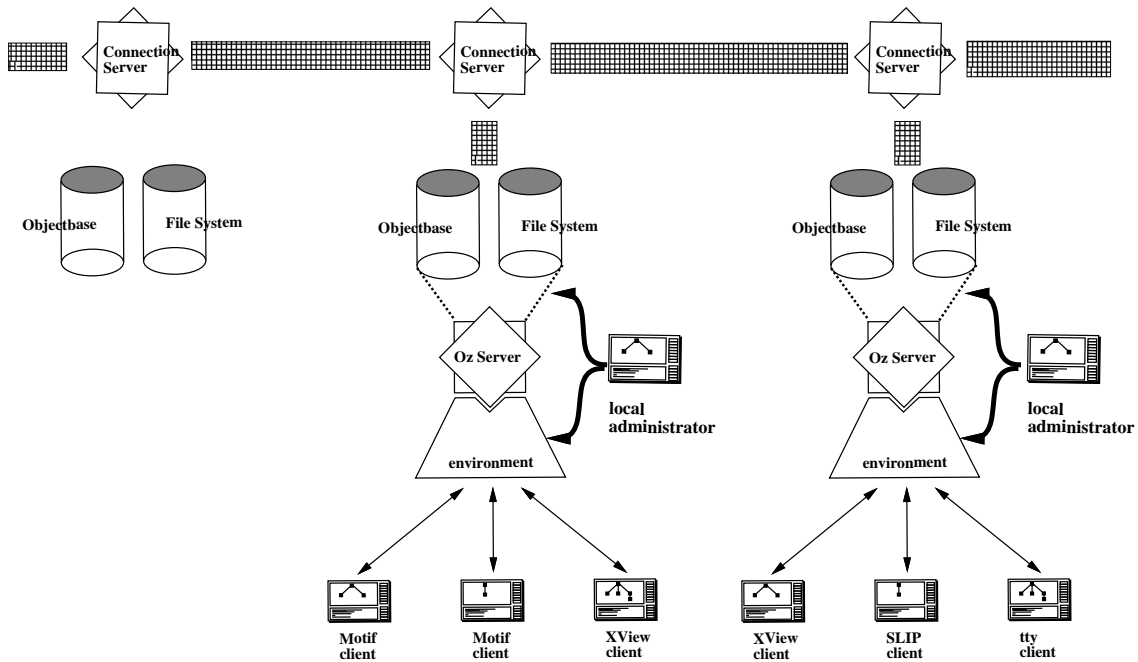 Connection
Server
Connection
Server
Connection
Server
Objectbase
File System
Objectbase
File System
Objectbase
File System
Oz Server
Oz Server
local
administrator
local
administrator
environment
environment
Motif
client
Motif
client
XView
client
XView
client
SLIP
client
tty
client